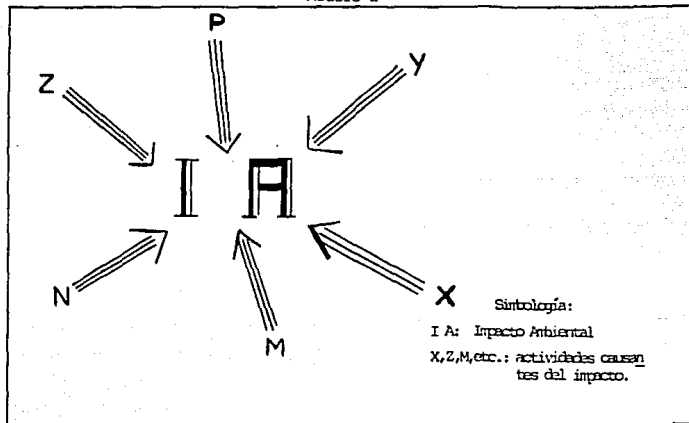 P
Z
Y
I A
N
X
M
Simbología:
I A: Impacto Ambiental
X,Z,M,etc.: actividades causan
tes del impacto.